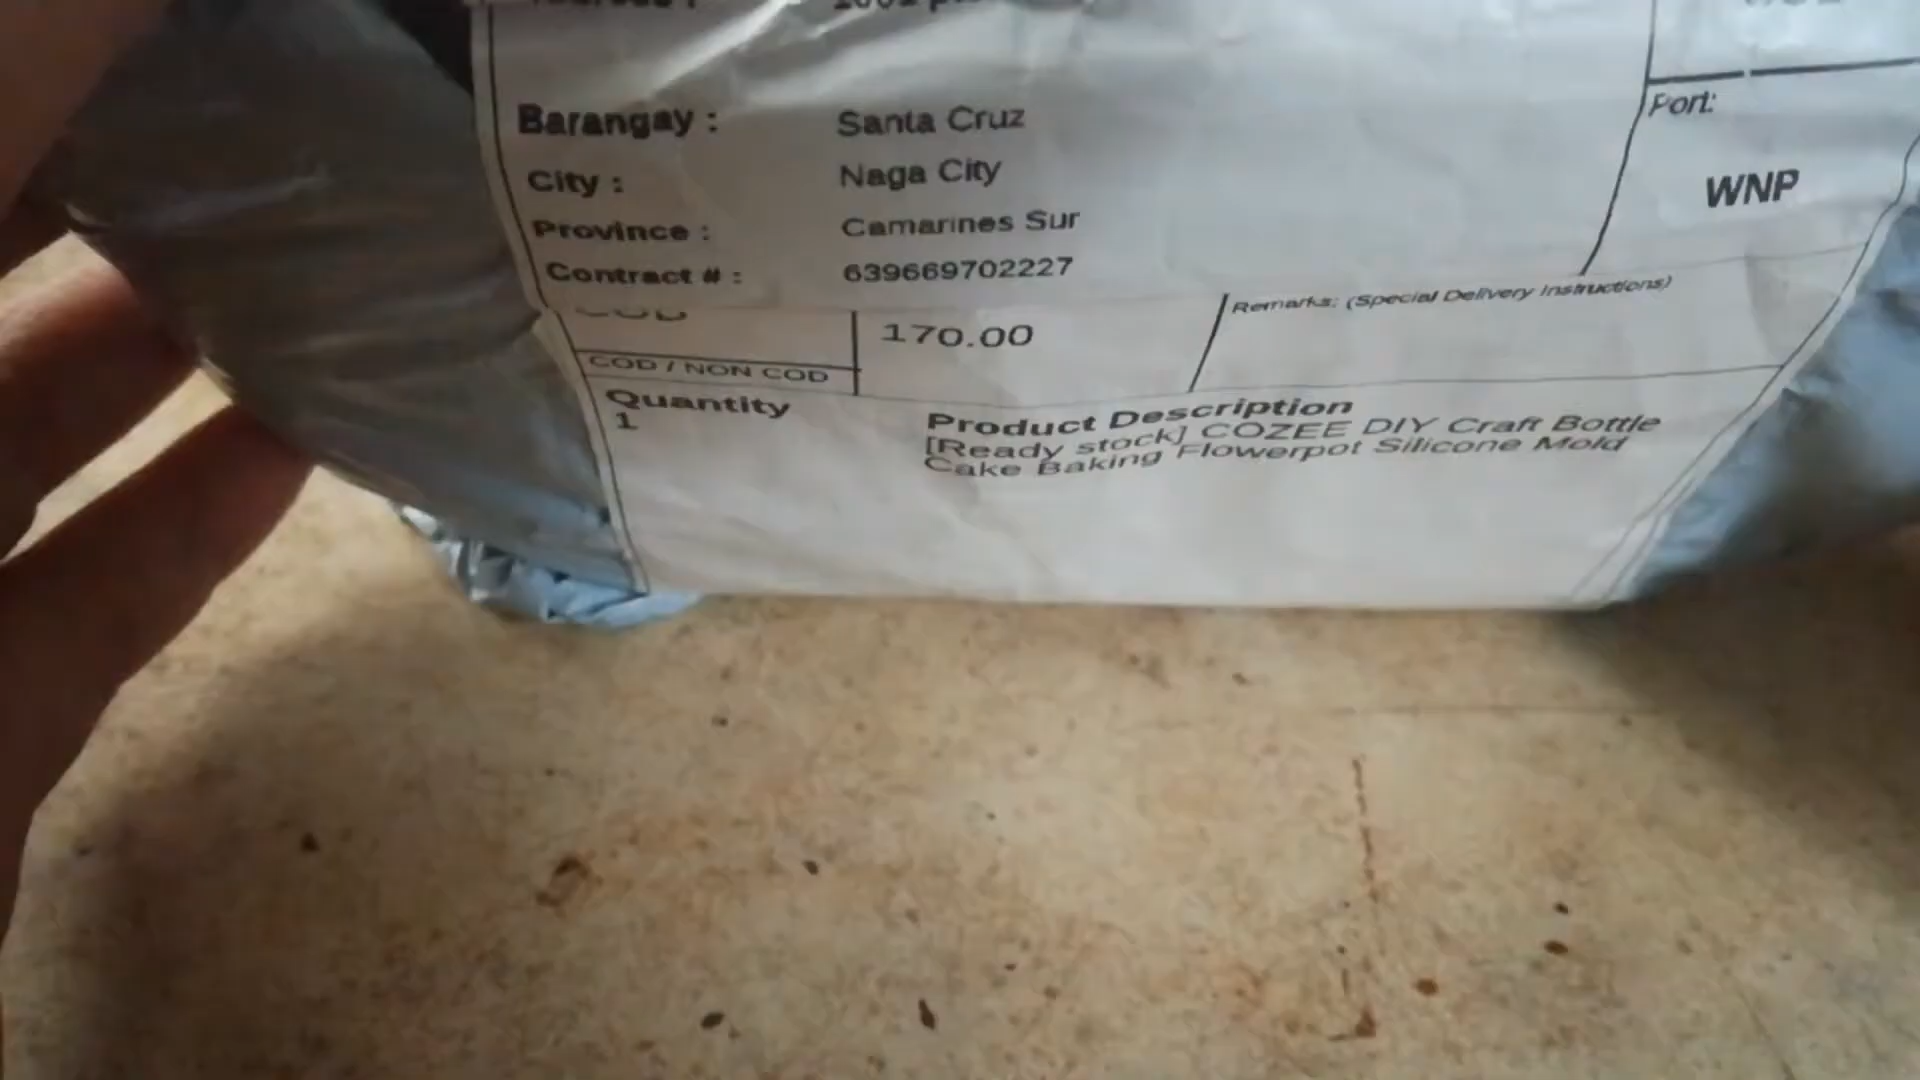 Barangay : Santa Cruz
City : Naga City
Province : Camarines Sur
Contract # : 639669702227
Port:
WNP
COD
170.00
COD / NON COD
Remarks: (Special Delivery Instructions)
Quantity
1
Product Description
[Ready stock] COZEE DIY Craft Bottle
Cake Baking Flowerpot Silicone Mold